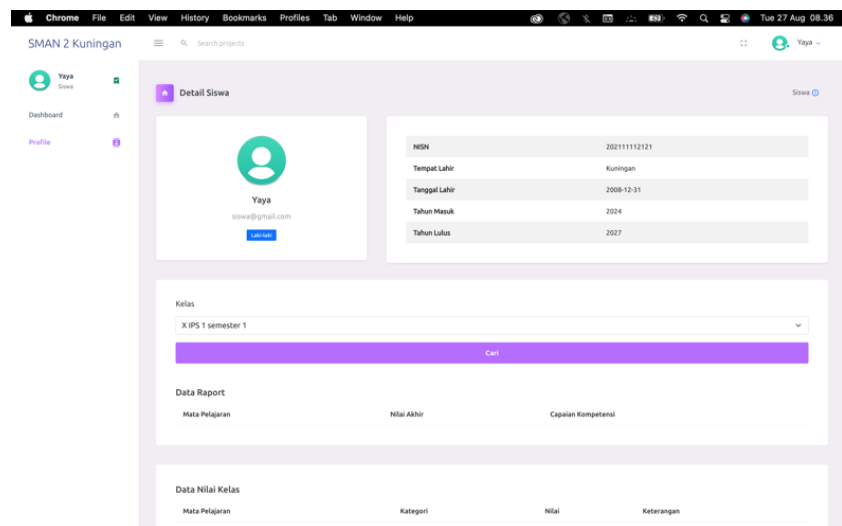 Chrome File Edit View History Bookmarks Profiles Tab Window Help Tue 27 Aug 08.36
SMAN 2 Kuningan
Search projects
Yaya
Yaya
Siswa
Dashboard
Profile
Detail Siswa
Siswa
Yaya
siswa@gmail.com
Laki-laki
NISN 202111112121
Tempat Lahir Kuningan
Tanggal Lahir 2008-12-31
Tahun Masuk 2024
Tahun Lulus 2027
Kelas
X IPS 1 semester 1
Cari
Data Raport
Mata Pelajaran Nilai Akhir Capaian Kompetensi
Data Nilai Kelas
Mata Pelajaran Kategori Nilai Keterangan